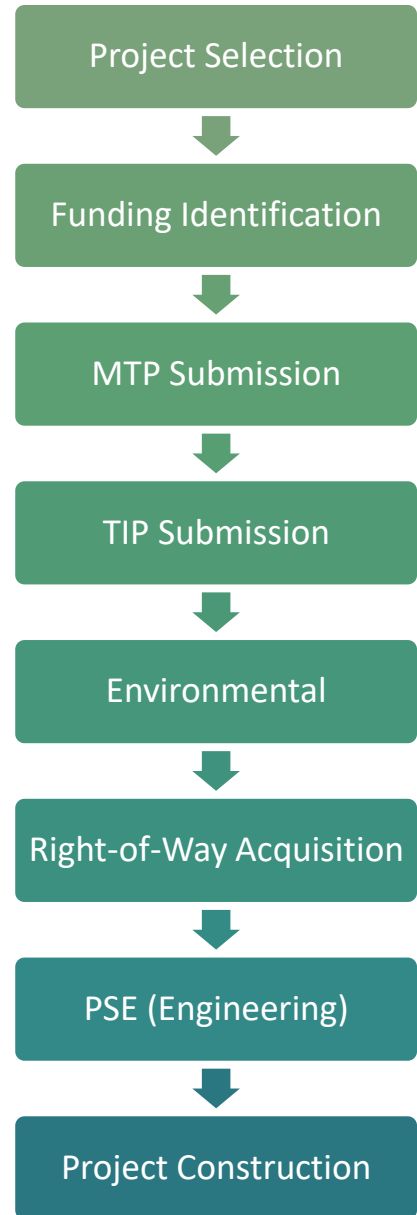 Project Selection
Funding Identification
MTP Submission
TIP Submission
Environmental
Right-of-Way Acquisition
PSE (Engineering)
Project Construction